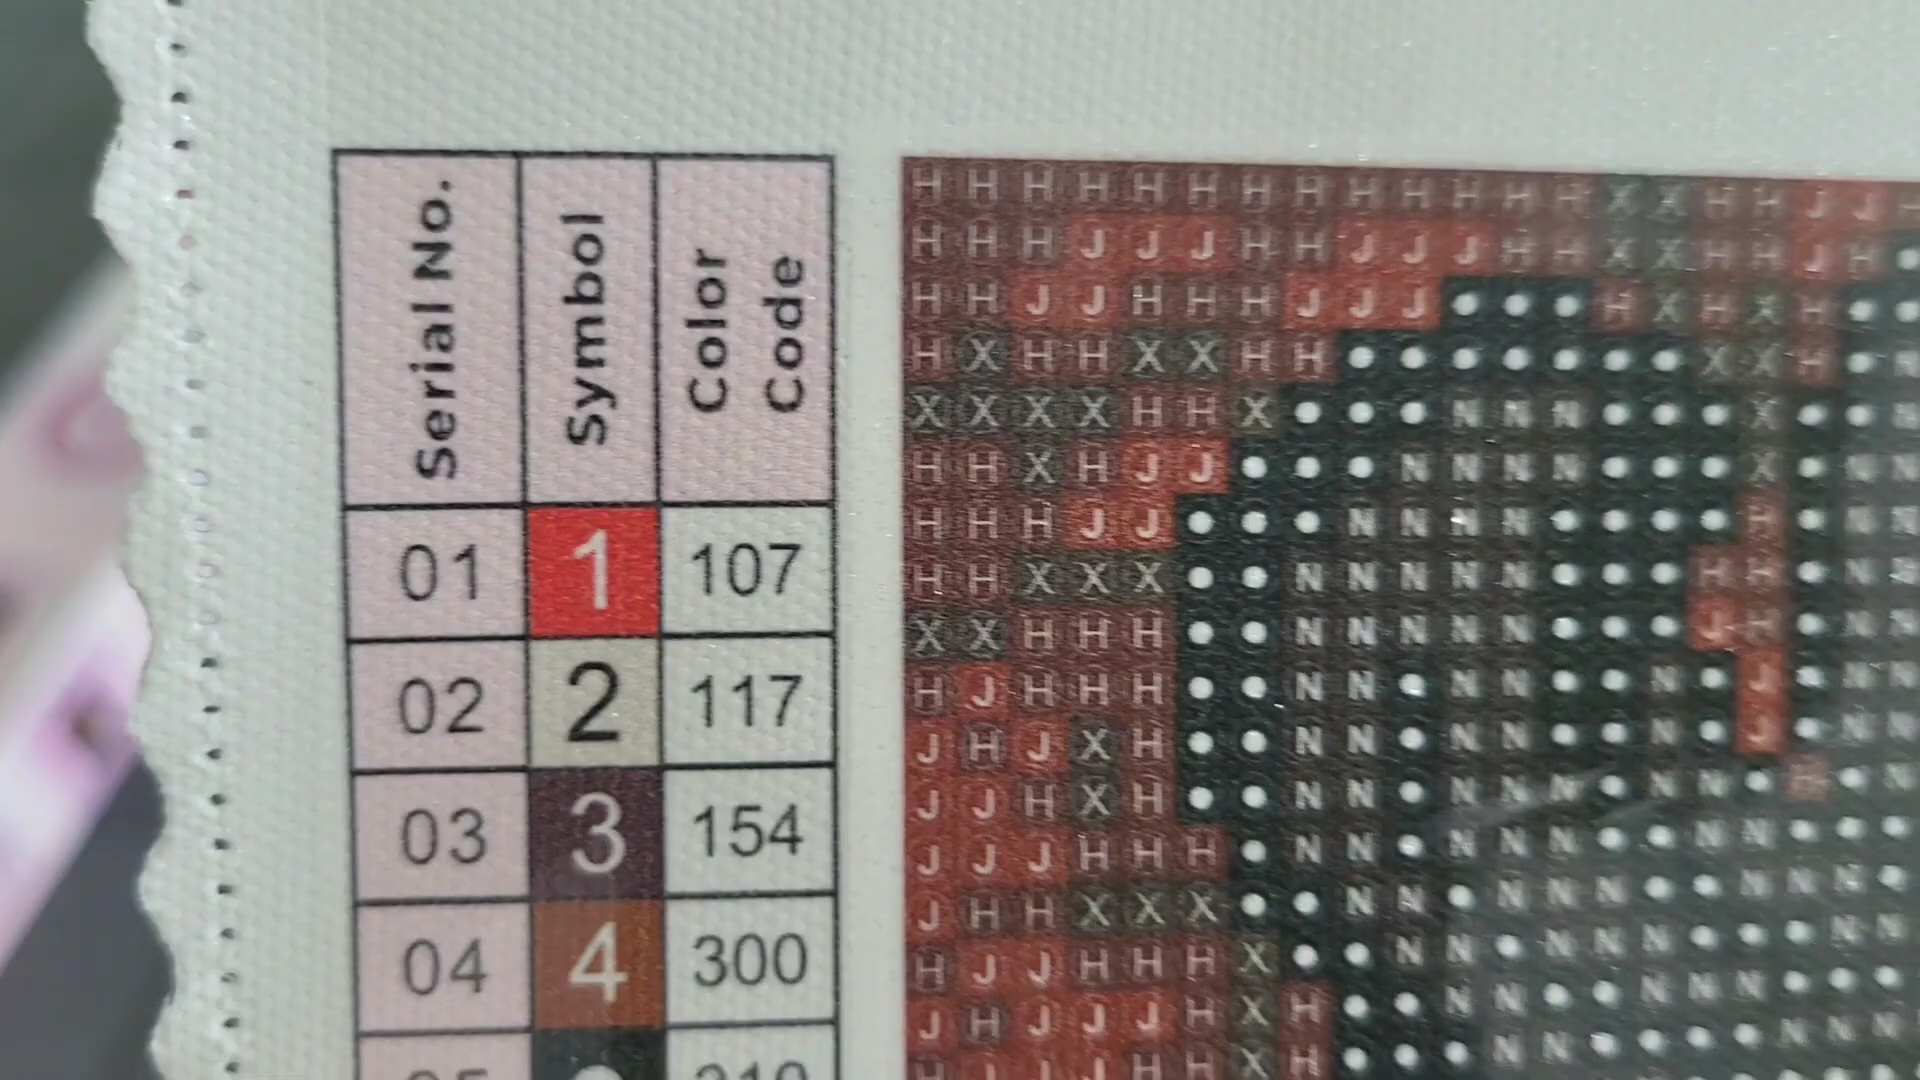 Serial No. Symbol Color Code
01 1 107
02 2 117
03 3 154
04 4 300
H H H H H H H H H H H H H X X H H J J H
H H H J J J H H J J J H H X X H H J H ●
H H J J H H H J J J ● ● ● H X H X H ● ●
H X H H X X H H ● ● ● ● ● ● ● X X H ● N
X X X X H H X ● ● ● N N N ● ● ● X ● ● N
H H X H J J ● ● ● N N N N ● ● ● X ● N N
H H H J J ● ● ● N N N N ● ● ● ● H ● N N
H H X X X ● ● N N N N N ● ● ● H H ● N N
X X H H H ● ● N N N N N ● ● ● J H ● N N
H J H H H ● ● N N ● N N ● ● N ● J ● N N
J H J X H ● ● N N ● N N ● ● N ● J ● N N
J J H X H ● ● N N ● N N N ● N N ● H ● N
J J J H H H ● N N ● N N N ● ● N N ● ● ●
J H H X X X ● ● N N ● N N N ● ● N N N ●
H J J H H H X ● ● N N ● N N N ● ● ● N N
J H J J J H X H ● ● N N ● ● N N N ● ● ●
H J J J H H X H ● ● ● N N ● ● ● ● N N N